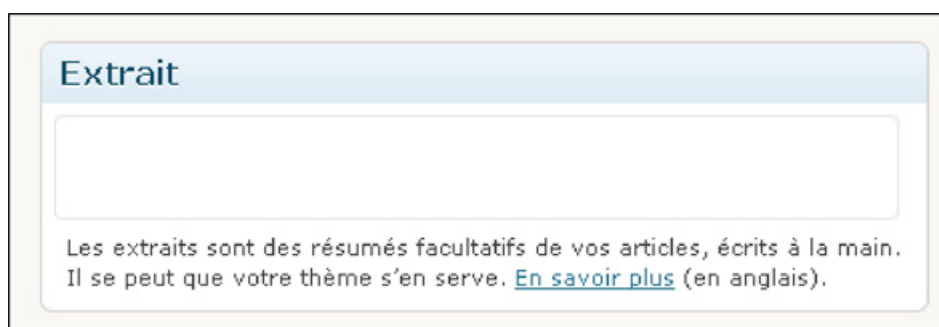 Extrait
Les extraits sont des résumés facultatifs de vos articles, écrits à la main.
Il se peut que votre thème s’en serve. En savoir plus (en anglais).